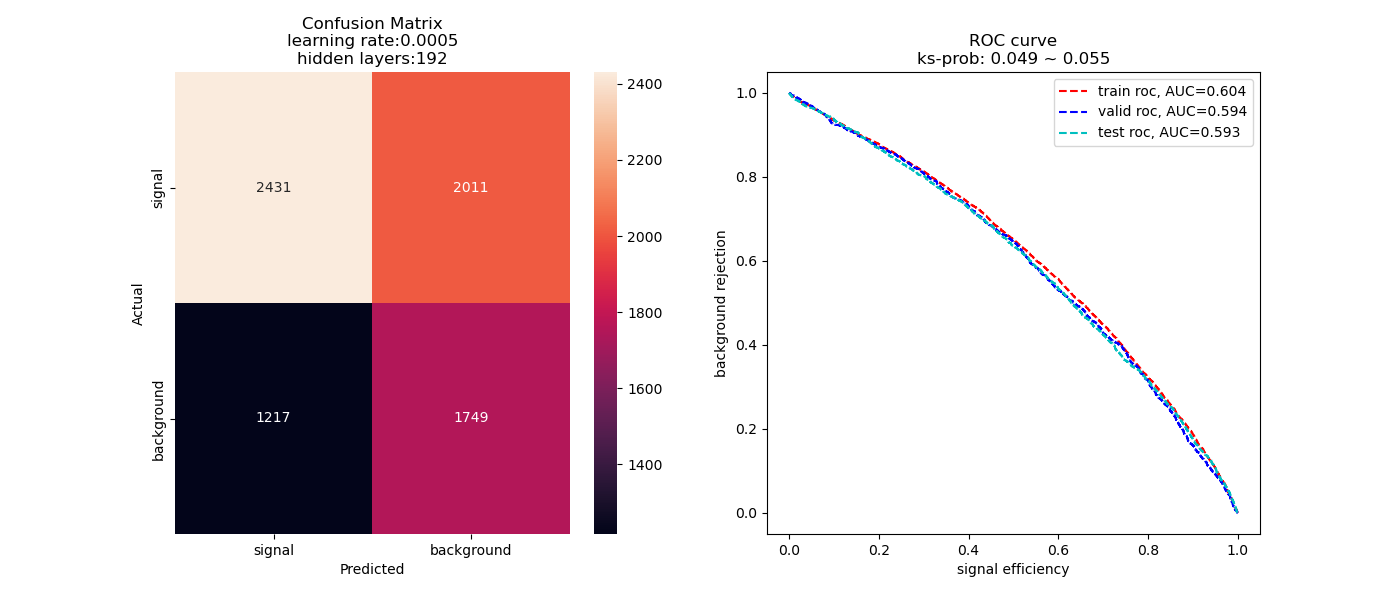 Confusion Matrix
learning rate:0.0005
hidden layers:192
signal
background
Actual
2431
2011
1217
1749
signal
background
Predicted
2400
2200
2000
1800
1600
1400
ROC curve
ks-prob: 0.049 ~ 0.055
train roc, AUC=0.604
valid roc, AUC=0.594
test roc, AUC=0.593
background rejection
1.0
0.8
0.6
0.4
0.2
0.0
0.0
0.2
0.4
0.6
0.8
1.0
signal efficiency